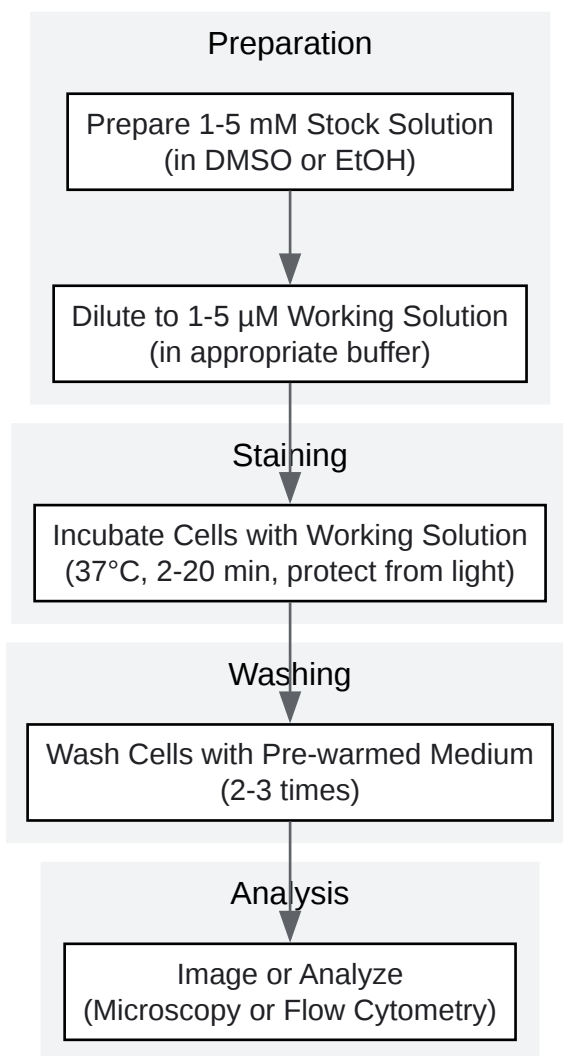 Preparation
Prepare 1-5 mM Stock Solution
(in DMSO or EtOH)
Dilute to 1-5 µM Working Solution
(in appropriate buffer)
Staining
Incubate Cells with Working Solution
(37°C, 2-20 min, protect from light)
Washing
Wash Cells with Pre-warmed Medium
(2-3 times)
Analysis
Image or Analyze
(Microscopy or Flow Cytometry)